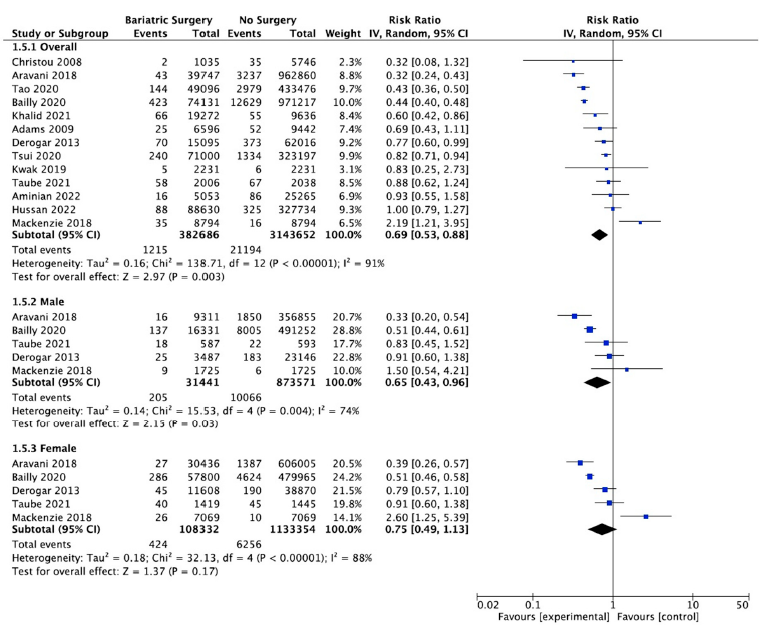 Bariatric Surgery No Surgery Risk Ratio Risk Ratio
Study or Subgroup Events Total Events Total Weight IV, Random, 95% CI IV, Random, 95% CI
1.5.1 Overall
Christou 2008 2 1035 35 5746 2.3% 0.32 [0.08, 1.32]
Aravani 2018 43 39747 3237 962860 8.8% 0.32 [0.24, 0.43]
Tao 2020 144 49096 2979 433476 9.7% 0.43 [0.36, 0.50]
Bailly 2020 423 74131 12629 971217 10.0% 0.44 [0.40, 0.48]
Khalid 2021 66 19272 55 9636 8.1% 0.60 [0.42, 0.86]
Adams 2009 25 6596 52 9442 7.4% 0.69 [0.43, 1.11]
Derogar 2013 70 15095 373 62016 9.1% 0.77 [0.60, 0.99]
Tsui 2020 240 71000 1334 323197 9.9% 0.82 [0.71, 0.94]
Kwak 2019 5 2231 6 2231 3.1% 0.83 [0.25, 2.73]
Taube 2021 58 2006 67 2038 8.5% 0.88 [0.62, 1.24]
Aminian 2022 16 5053 86 25265 6.9% 0.93 [0.55, 1.58]
Hussan 2022 88 88630 325 327734 9.3% 1.00 [0.79, 1.27]
Mackenzie 2018 35 8794 16 8794 6.5% 2.19 [1.21, 3.95]
Subtotal (95% CI) 382686 3143652 100.0% 0.69 [0.53, 0.88]
Total events 1215 21194
Heterogeneity: Tau² = 0.16; Chi² = 138.71, df = 12 (P < 0.00001); I² = 91%
Test for overall effect: Z = 2.97 (P = 0.003)
1.5.2 Male
Aravani 2018 16 9311 1850 356855 20.7% 0.33 [0.20, 0.54]
Bailly 2020 137 16331 8005 491252 28.8% 0.51 [0.44, 0.61]
Taube 2021 18 587 22 593 17.7% 0.83 [0.45, 1.52]
Derogar 2013 25 3487 183 23146 22.8% 0.91 [0.60, 1.38]
Mackenzie 2018 9 1725 6 1725 10.0% 1.50 [0.54, 4.21]
Subtotal (95% CI) 31441 873571 100.0% 0.65 [0.43, 0.96]
Total events 205 10066
Heterogeneity: Tau² = 0.14; Chi² = 15.53, df = 4 (P = 0.004); I² = 74%
Test for overall effect: Z = 2.15 (P = 0.03)
1.5.3 Female
Aravani 2018 27 30436 1387 606005 20.5% 0.39 [0.26, 0.57]
Bailly 2020 286 57800 4624 479965 24.2% 0.51 [0.46, 0.58]
Derogar 2013 45 11608 190 38870 21.5% 0.79 [0.57, 1.10]
Taube 2021 40 1419 45 1445 19.7% 0.91 [0.60, 1.38]
Mackenzie 2018 26 7069 10 7069 14.1% 2.60 [1.25, 5.39]
Subtotal (95% CI) 108332 1133354 100.0% 0.75 [0.49, 1.13]
Total events 424 6256
Heterogeneity: Tau² = 0.18; Chi² = 32.13, df = 4 (P < 0.00001); I² = 88%
Test for overall effect: Z = 1.37 (P = 0.17)
0.02 0.1 1 10 50
Favours [experimental] Favours [control]